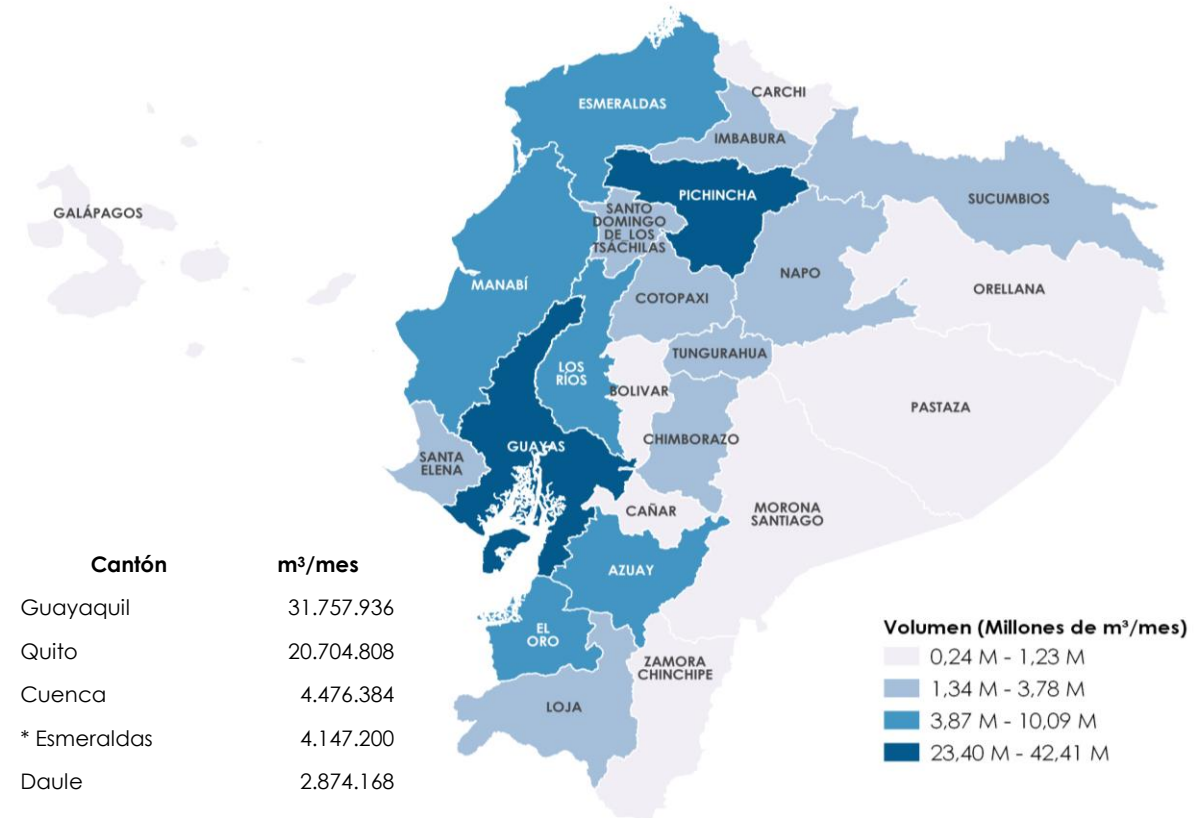 ESMERALDAS
CARCHI
IMBABURA
PICHINCHA
SUCUMBIOS
GALÁPAGOS
SANTO
DOMINGO
DE LOS
TSÁCHILAS
NAPO
MANABÍ
COTOPAXI
ORELLANA
TUNGURAHUA
LOS
RÍOS
BOLIVAR
PASTAZA
CHIMBORAZO
GUAYAS
SANTA
ELENA
CAÑAR
MORONA
SANTIAGO
AZUAY
EL
ORO
ZAMORA
CHINCHIPE
LOJA
Cantón m³/mes
Guayaquil 31.757.936
Quito 20.704.808
Cuenca 4.476.384
* Esmeraldas 4.147.200
Daule 2.874.168
Volumen (Millones de m³/mes)
0,24 M - 1,23 M
1,34 M - 3,78 M
3,87 M - 10,09 M
23,40 M - 42,41 M